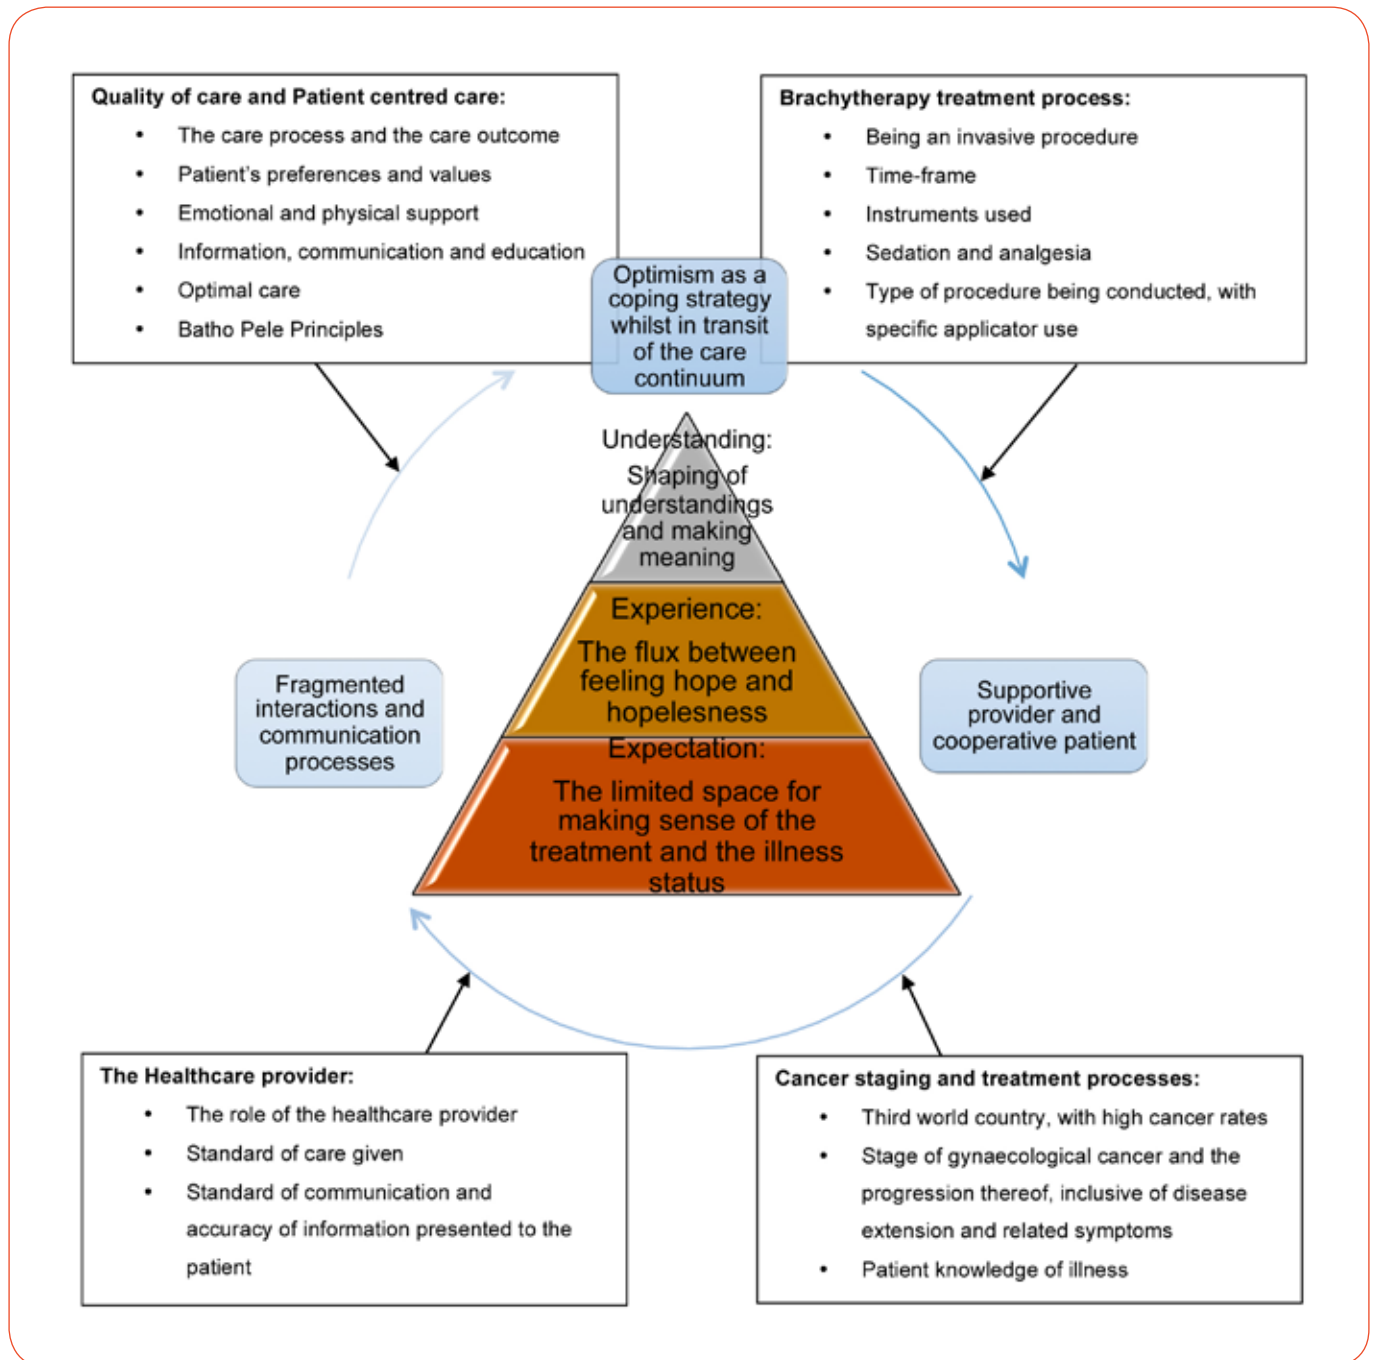 Quality of care and Patient centred care:
• The care process and the care outcome
• Patient's preferences and values
• Emotional and physical support
• Information, communication and education
• Optimal care
• Batho Pele Principles
Brachytherapy treatment process:
• Being an invasive procedure
• Time-frame
• Instruments used
• Sedation and analgesia
• Type of procedure being conducted, with
specific applicator use
Optimism as a
coping strategy
whilst in transit
of the care
continuum
Understanding:
Shaping of
understandings
and making
meaning
Experience:
The flux between
feeling hope and
hopelesness
Expectation:
The limited space for
making sense of the
treatment and the illness
status
Fragmented
interactions and
communication
processes
Supportive
provider and
cooperative patient
The Healthcare provider:
• The role of the healthcare provider
• Standard of care given
• Standard of communication and
accuracy of information presented to the
patient
Cancer staging and treatment processes:
• Third world country, with high cancer rates
• Stage of gynaecological cancer and the
progression thereof, inclusive of disease
extension and related symptoms
• Patient knowledge of illness